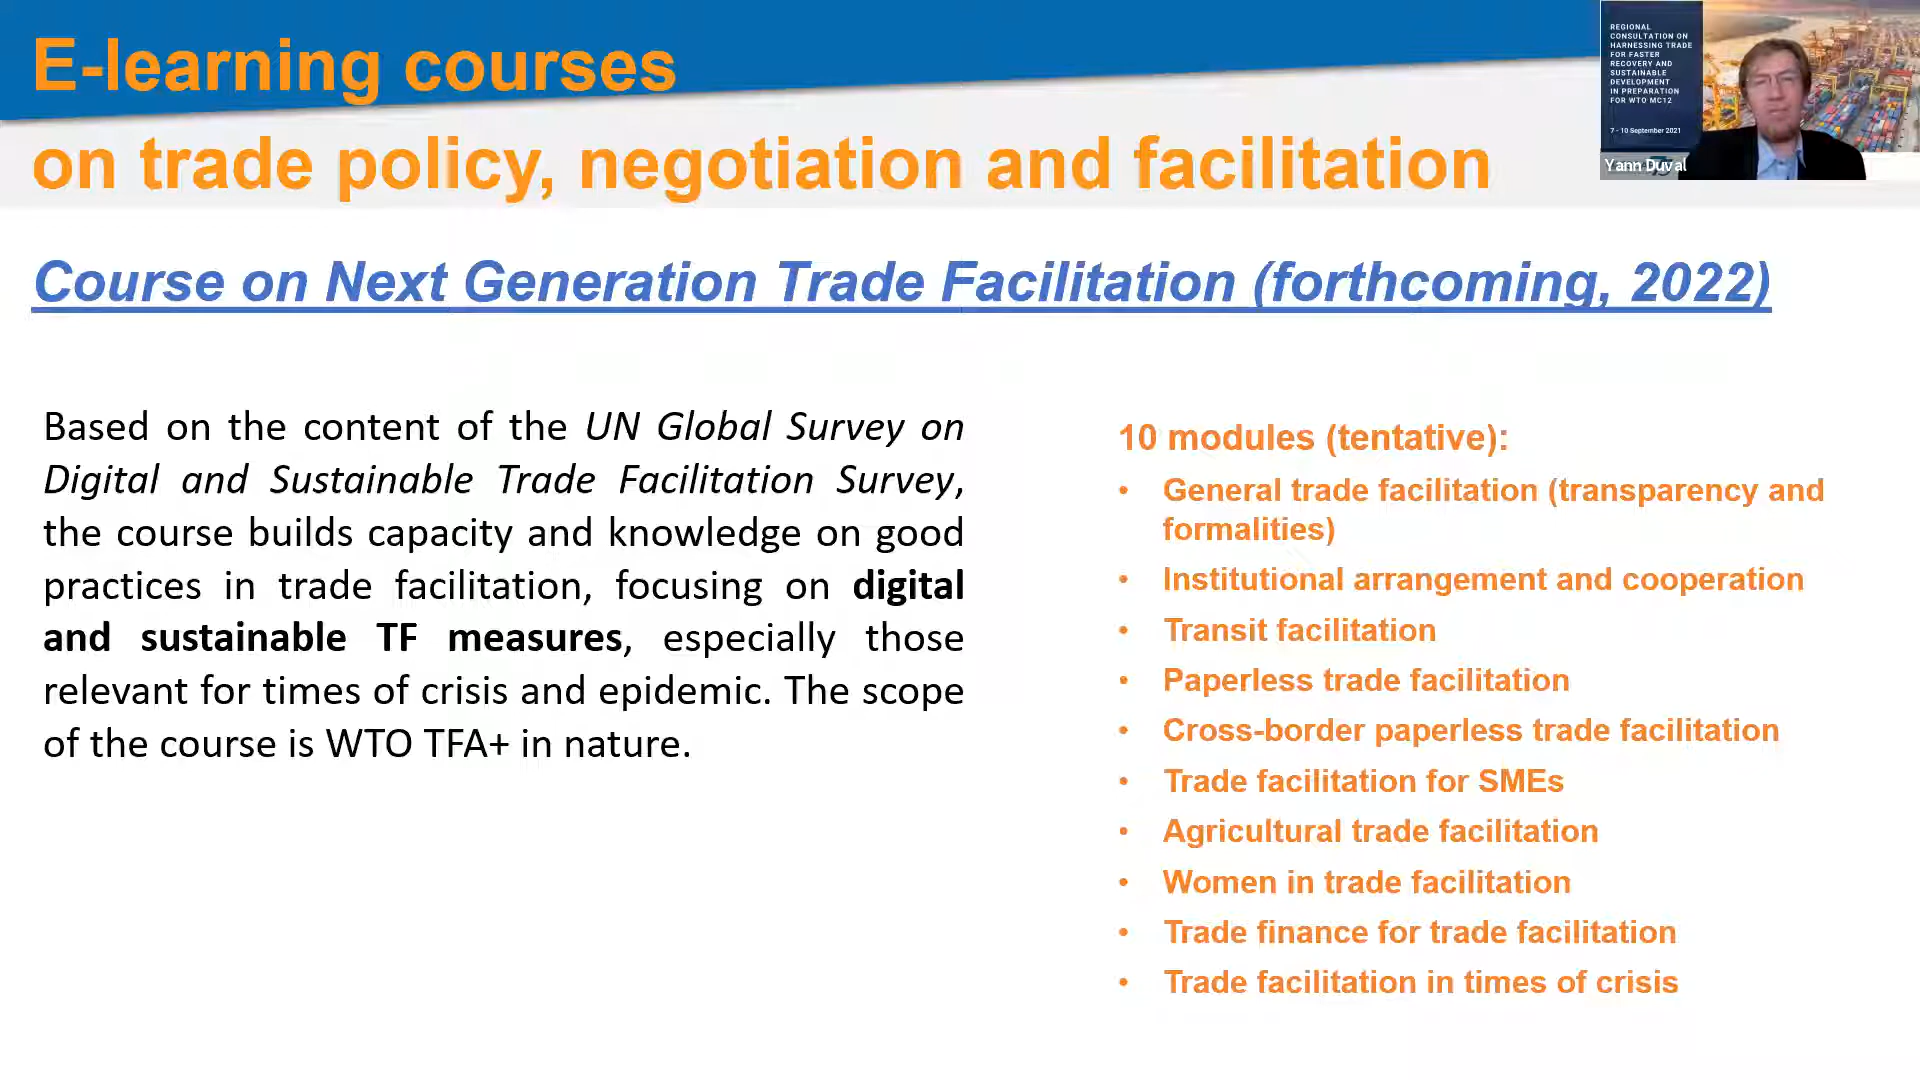 E-learning courses
on trade policy, negotiation and facilitation
REGIONAL
CONSULTATION ON
HARNESSING TRADE
FOR FASTER
RECOVERY AND
SUSTAINABLE
DEVELOPMENT
IN PREPARATION
FOR WTO MC12
7 - 10 September 2021
Yann Duval
Course on Next Generation Trade Facilitation (forthcoming, 2022)
Based on the content of the UN Global Survey on
Digital and Sustainable Trade Facilitation Survey,
the course builds capacity and knowledge on good
practices in trade facilitation, focusing on digital
and sustainable TF measures, especially those
relevant for times of crisis and epidemic. The scope
of the course is WTO TFA+ in nature.
10 modules (tentative):
• General trade facilitation (transparency and
formalities)
• Institutional arrangement and cooperation
• Transit facilitation
• Paperless trade facilitation
• Cross-border paperless trade facilitation
• Trade facilitation for SMEs
• Agricultural trade facilitation
• Women in trade facilitation
• Trade finance for trade facilitation
• Trade facilitation in times of crisis